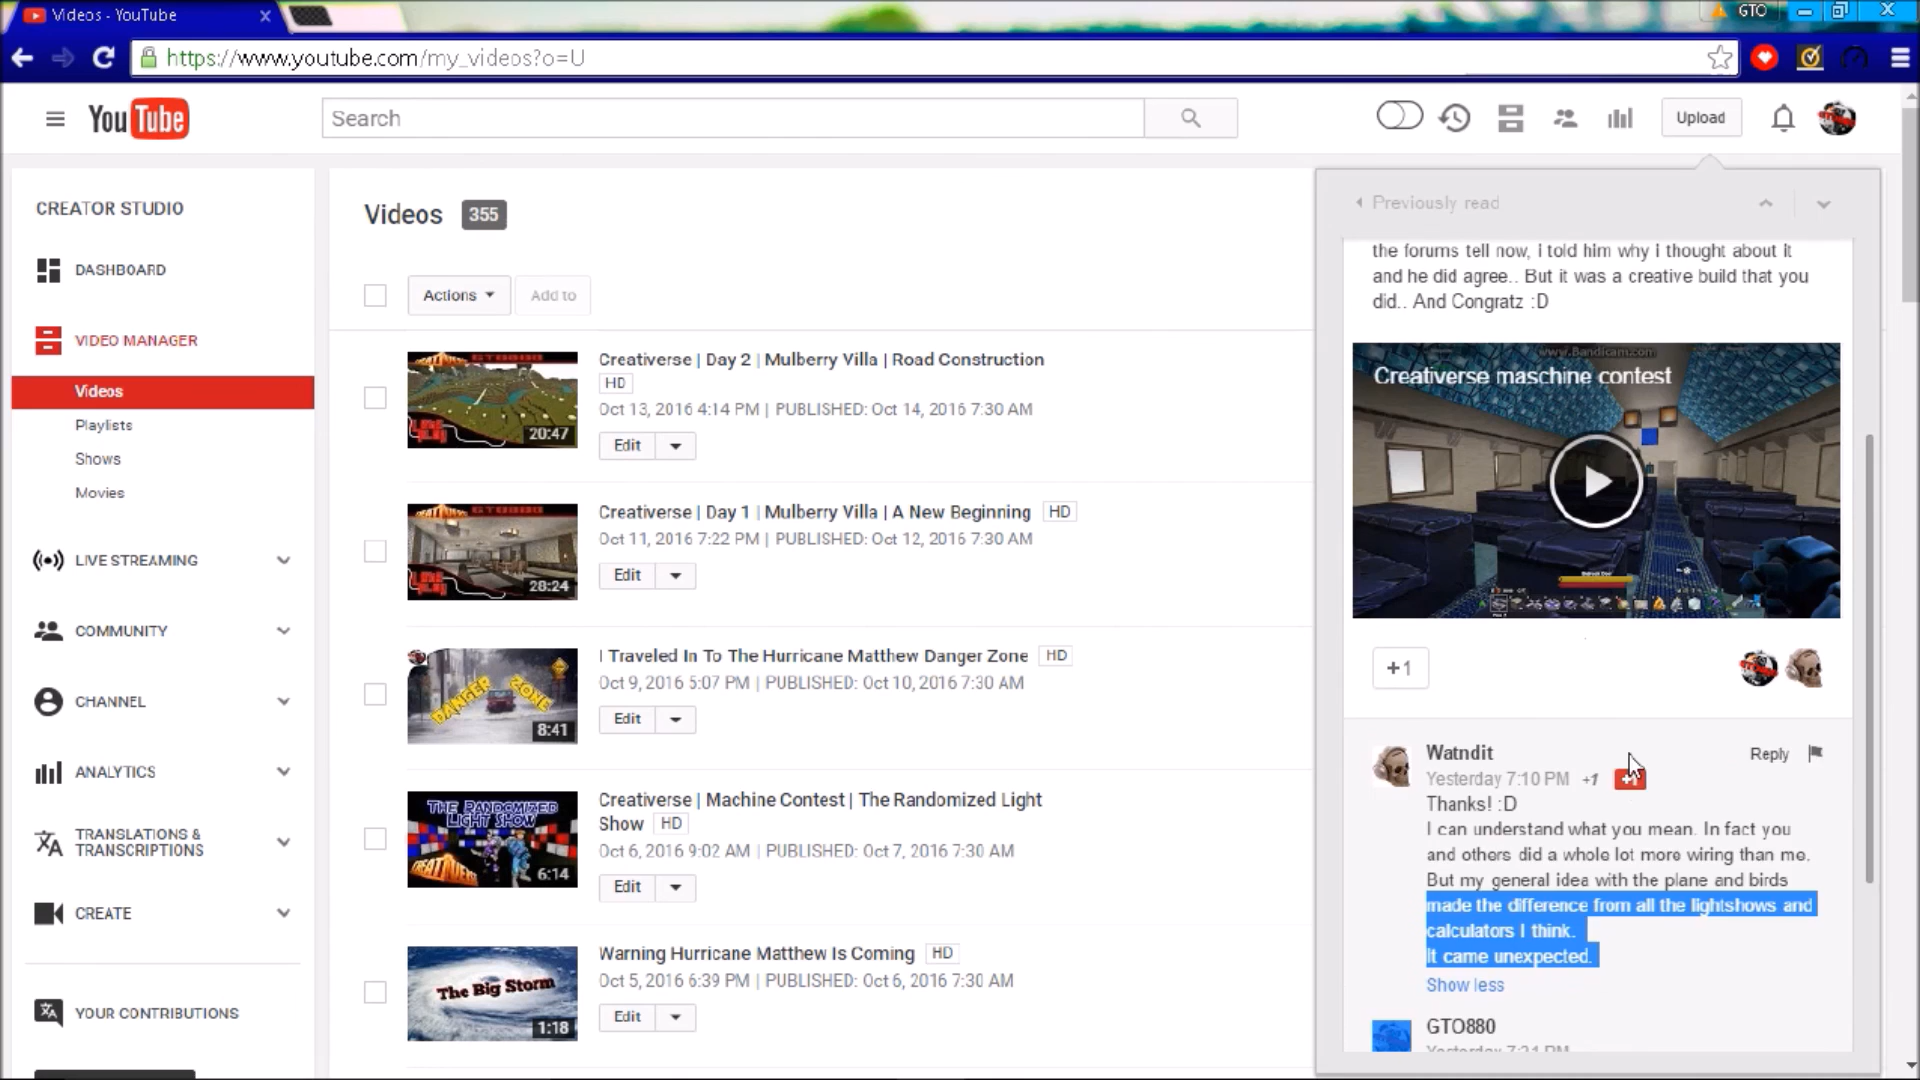 Videos - YouTube
GTO
https://www.youtube.com/my_videos?o=U
YouTube
Search
Upload
CREATOR STUDIO
DASHBOARD
VIDEO MANAGER
Videos
Playlists
Shows
Movies
LIVE STREAMING
COMMUNITY
CHANNEL
ANALYTICS
TRANSLATIONS &
TRANSCRIPTIONS
CREATE
YOUR CONTRIBUTIONS
Videos 355
Actions
Add to
Creativerse | Day 2 | Mulberry Villa | Road Construction
HD
Oct 13, 2016 4:14 PM | PUBLISHED: Oct 14, 2016 7:30 AM
20:47
Edit
Creativerse | Day 1 | Mulberry Villa | A New Beginning HD
Oct 11, 2016 7:22 PM | PUBLISHED: Oct 12, 2016 7:30 AM
28:24
Edit
I Traveled In To The Hurricane Matthew Danger Zone HD
Oct 9, 2016 5:07 PM | PUBLISHED: Oct 10, 2016 7:30 AM
DANGER ZONE
8:41
Edit
Creativerse | Machine Contest | The Randomized Light
Show HD
Oct 6, 2016 9:02 AM | PUBLISHED: Oct 7, 2016 7:30 AM
THE RANDOMIZED
LIGHT SHOW
6:14
Edit
Warning Hurricane Matthew Is Coming HD
Oct 5, 2016 6:39 PM | PUBLISHED: Oct 6, 2016 7:30 AM
The Big Storm
1:18
Edit
Previously read
the forums tell now, i told him why i thought about it
and he did agree.. But it was a creative build that you
did.. And Congratz :D
www.Bandicam.com
Creativerse maschine contest
+1
Watndit
Reply
Yesterday 7:10 PM +1 +1
Thanks! :D
I can understand what you mean. In fact you
and others did a whole lot more wiring than me.
But my general idea with the plane and birds
made the difference from all the lightshows and
calculators I think.
It came unexpected.
Show less
GTO880
Yesterday 7:21 PM